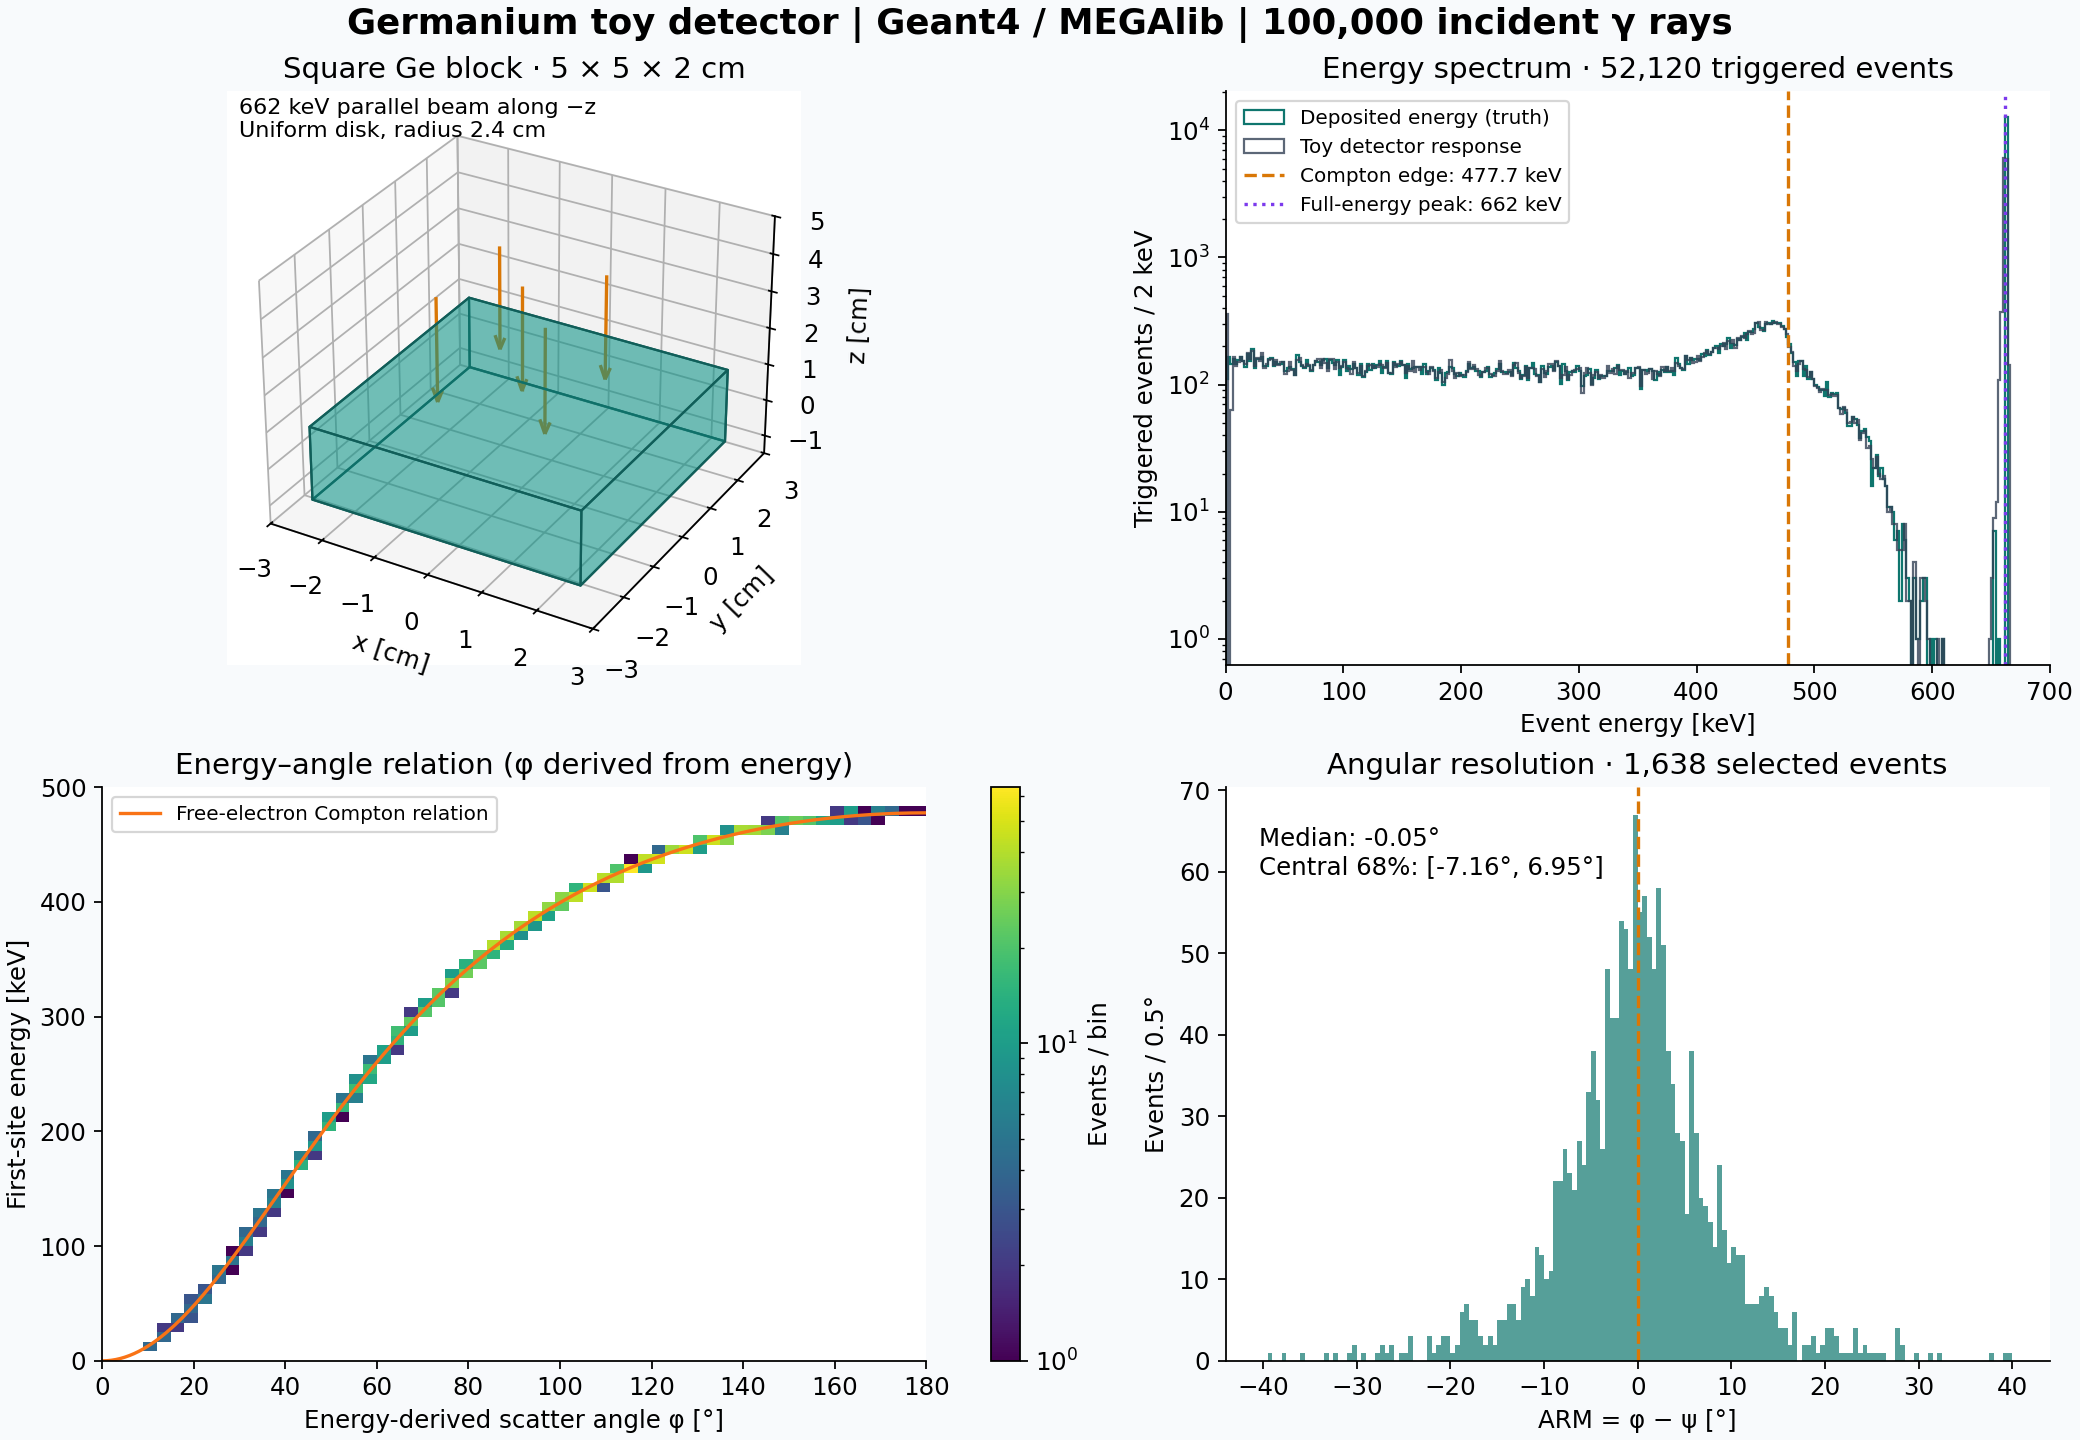 Germanium toy detector | Geant4 / MEGAlib | 100,000 incident γ rays
Square Ge block · 5 × 5 × 2 cm
662 keV parallel beam along −z
Uniform disk, radius 2.4 cm
5
4
3
2
1
0
−1
z [cm]
3
2
1
0
−1
−2
−3
y [cm]
−3
−2
−1
0
1
2
3
x [cm]
Energy spectrum · 52,120 triggered events
Deposited energy (truth)
Toy detector response
Compton edge: 477.7 keV
Full-energy peak: 662 keV
10⁴
10³
10²
10¹
10⁰
Triggered events / 2 keV
0 100 200 300 400 500 600 700
Event energy [keV]
Energy–angle relation (φ derived from energy)
Free-electron Compton relation
500
400
300
200
100
0
First-site energy [keV]
0 20 40 60 80 100 120 140 160 180
Energy-derived scatter angle φ [°]
10¹
10⁰
Events / bin
Angular resolution · 1,638 selected events
Median: -0.05°
Central 68%: [-7.16°, 6.95°]
70
60
50
40
30
20
10
0
Events / 0.5°
−40 −30 −20 −10 0 10 20 30 40
ARM = φ − ψ [°]